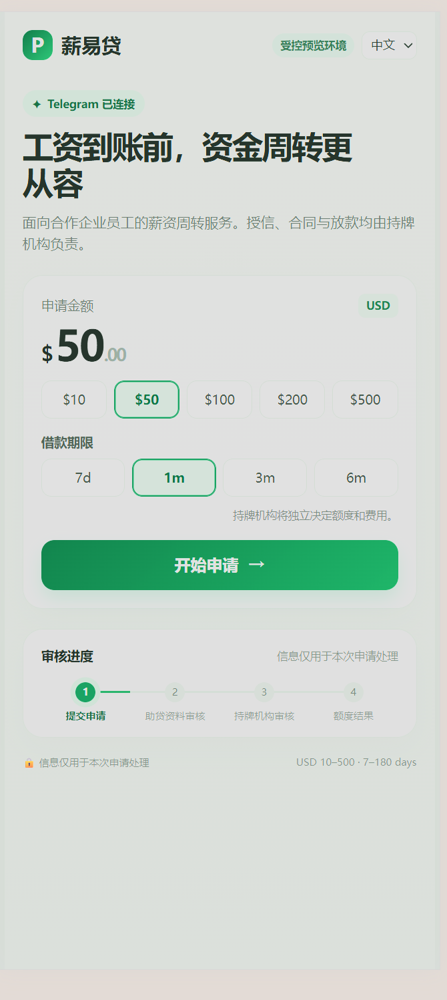 P 薪易贷
受控预览环境
中文
✦ Telegram 已连接
工资到账前，资金周转更
从容
面向合作企业员工的薪资周转服务。授信、合同与放款均由持牌
机构负责。
申请金额
USD
$50.00
$10 $50 $100 $200 $500
借款期限
7d 1m 3m 6m
持牌机构将独立决定额度和费用。
开始申请 →
审核进度
信息仅用于本次申请处理
1 2 3 4
提交申请 助贷资料审核 持牌机构审核 额度结果
🔒 信息仅用于本次申请处理
USD 10–500 · 7–180 days